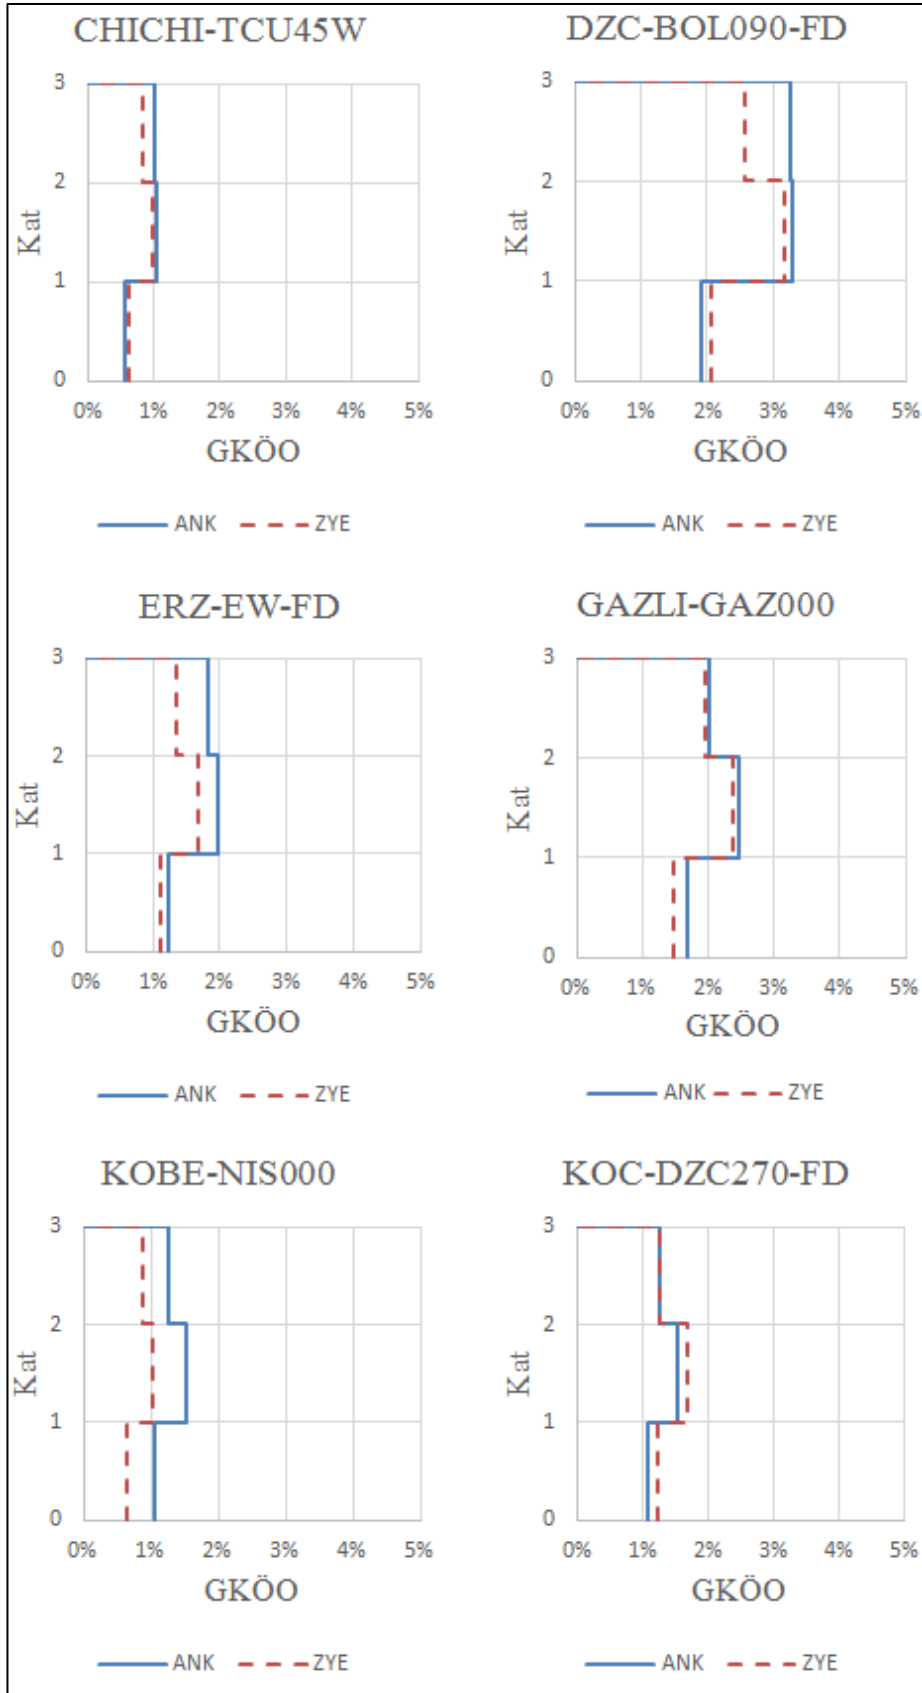 CHICHI-TCU45W
3
2
1
0
Kat
0% 1% 2% 3% 4% 5%
GKÖO
ANK ZYE
DZC-BOL090-FD
3
2
1
0
Kat
0% 1% 2% 3% 4% 5%
GKÖO
ANK ZYE
ERZ-EW-FD
3
2
1
0
Kat
0% 1% 2% 3% 4% 5%
GKÖO
ANK ZYE
GAZLI-GAZ000
3
2
1
0
Kat
0% 1% 2% 3% 4% 5%
GKÖO
ANK ZYE
KOBE-NIS000
3
2
1
0
Kat
0% 1% 2% 3% 4% 5%
GKÖO
ANK ZYE
KOC-DZC270-FD
3
2
1
0
Kat
0% 1% 2% 3% 4% 5%
GKÖO
ANK ZYE